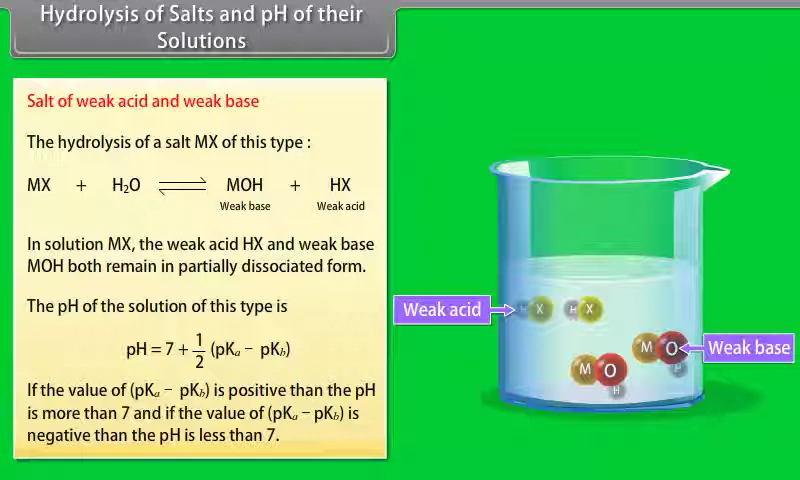 Hydrolysis of Salts and pH of their
Solutions
Salt of weak acid and weak base
The hydrolysis of a salt MX of this type :
MX + H₂O ⇌ MOH + HX
Weak base Weak acid
In solution MX, the weak acid HX and weak base
MOH both remain in partially dissociated form.
The pH of the solution of this type is
pH = 7 + 1/2 (pKₐ − pK_b)
If the value of (pKₐ − pK_b) is positive than the pH
is more than 7 and if the value of (pKₐ − pK_b) is
negative than the pH is less than 7.
Weak acid
H X
H X
Weak base
M O
H
M O
H